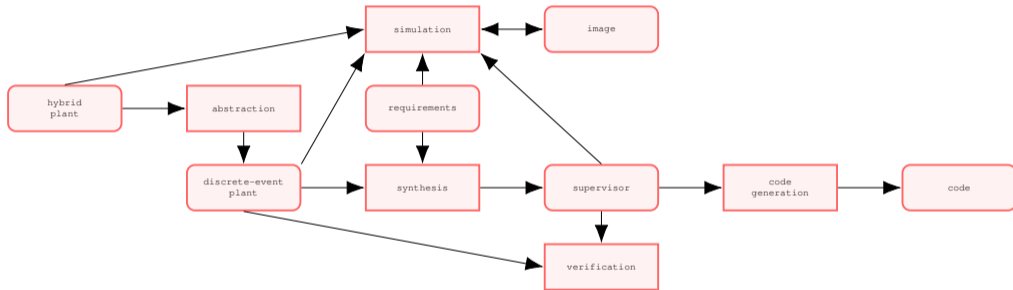 simulation
image
hybrid
plant
abstraction
requirements
discrete-event
plant
synthesis
supervisor
code
generation
code
verification